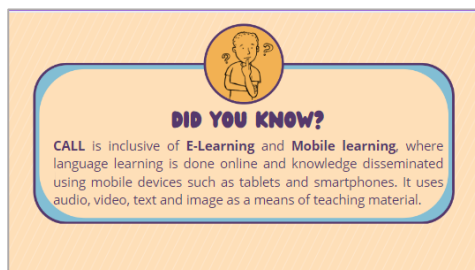 DID YOU KNOW?
CALL is inclusive of E-Learning and Mobile learning, where
language learning is done online and knowledge disseminated
using mobile devices such as tablets and smartphones. It uses
audio, video, text and image as a means of teaching material.